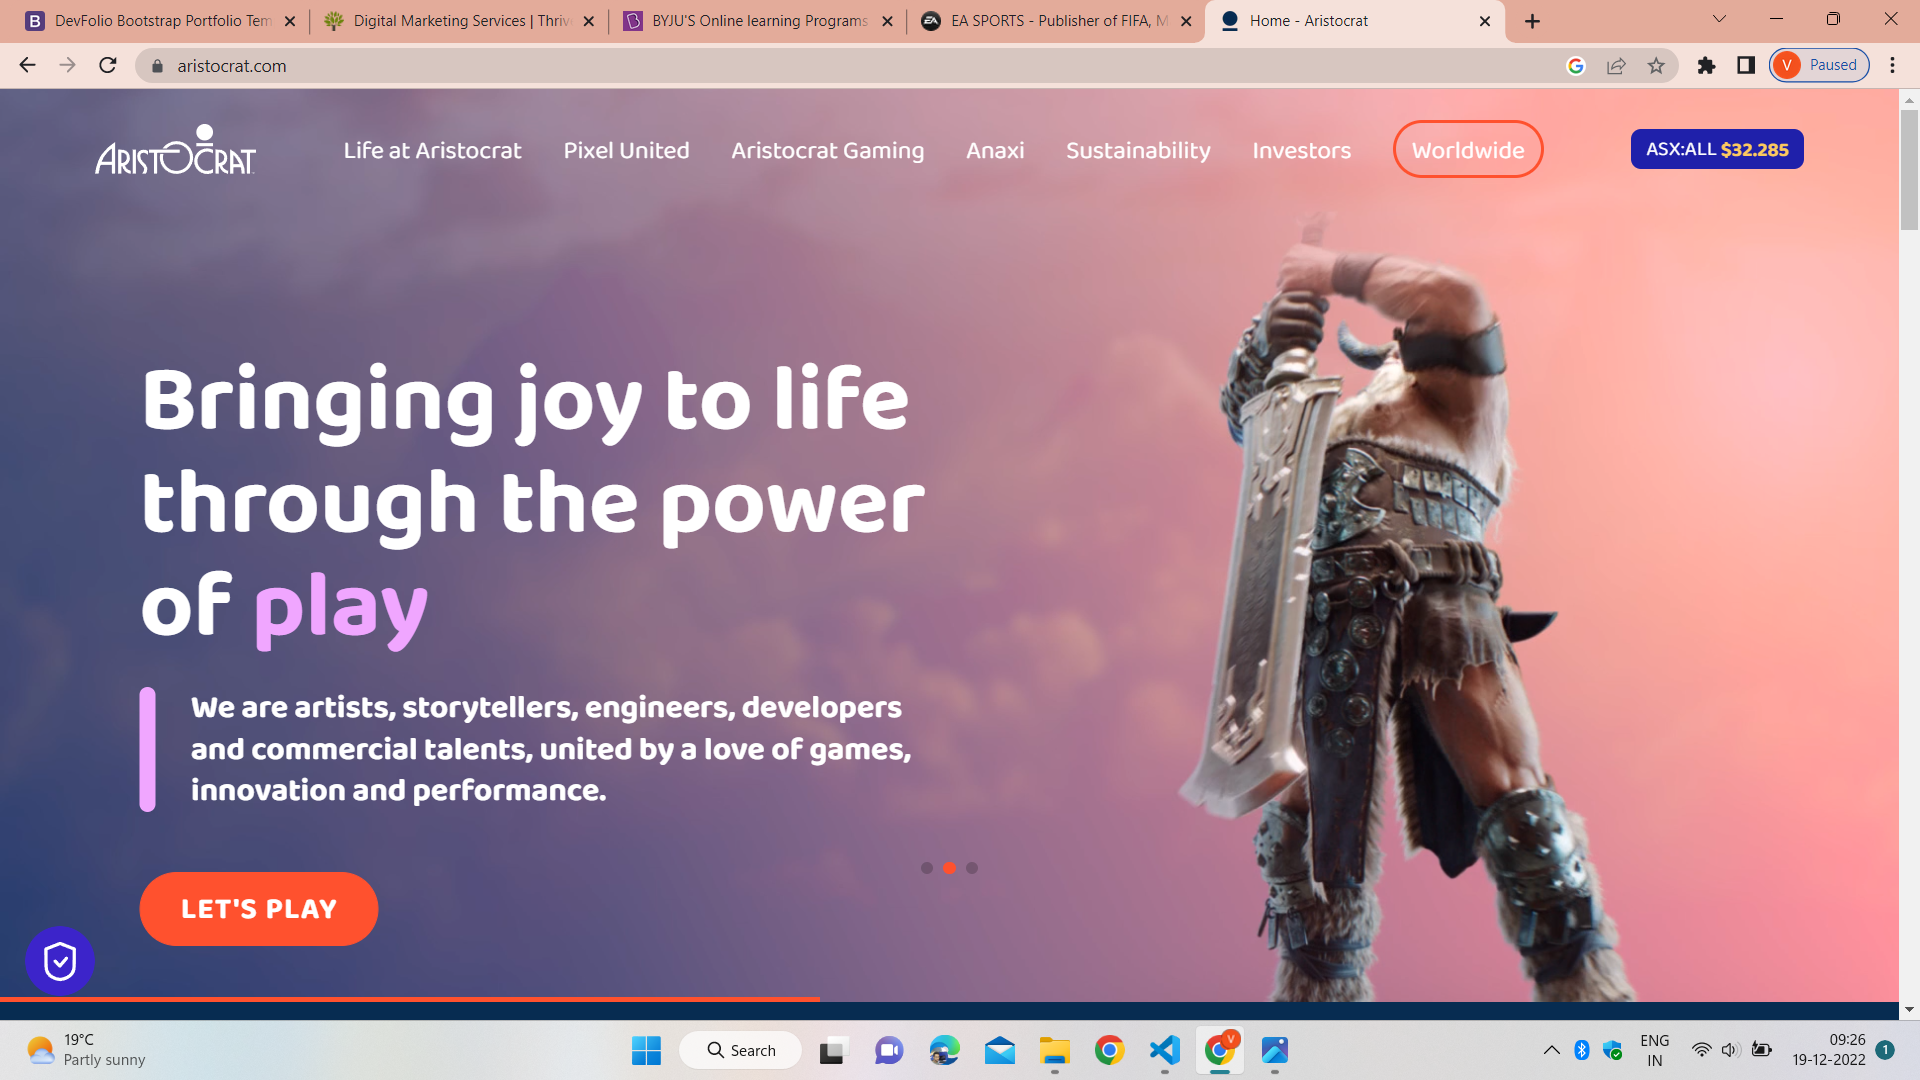 DevFolio Bootstrap Portfolio Tem
Digital Marketing Services | Thriv
BYJU'S Online learning Programs
EA SPORTS - Publisher of FIFA, M
Home - Aristocrat
aristocrat.com
V Paused
ARISTOCRAT
Life at Aristocrat
Pixel United
Aristocrat Gaming
Anaxi
Sustainability
Investors
Worldwide
ASX:ALL $32.285
Bringing joy to life
through the power
of play
We are artists, storytellers, engineers, developers
and commercial talents, united by a love of games,
innovation and performance.
LET'S PLAY
19°C
Partly sunny
Search
V
ENG
IN
09:26
19-12-2022
1